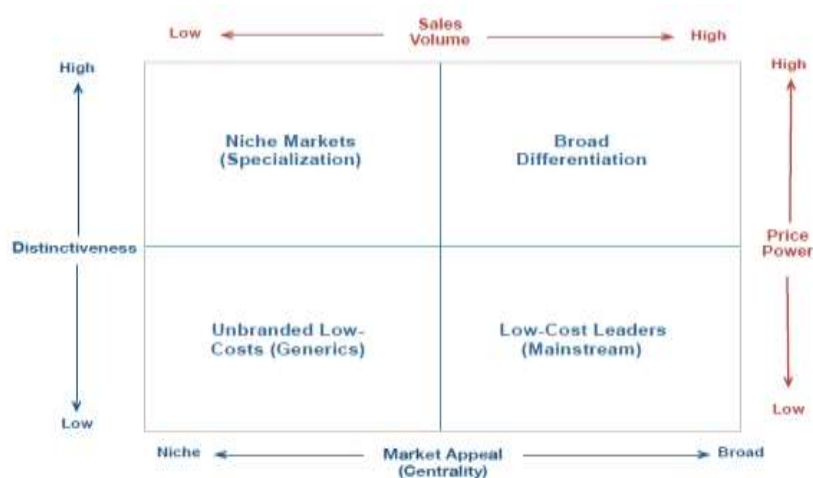 Sales
Volume
Low
High
High
High
Niche Markets
(Specialization)
Broad
Differentiation
Distinctiveness
Price
Power
Unbranded Low-
Costs (Generics)
Low-Cost Leaders
(Mainstream)
Low
Low
Niche
Market Appeal
(Centrality)
Broad